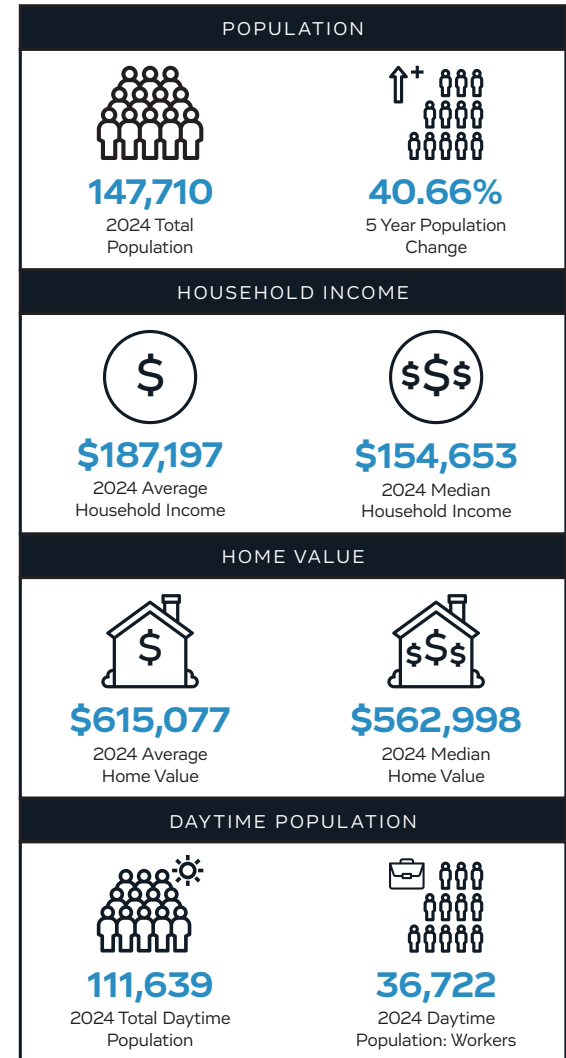 POPULATION
147,710
2024 Total
Population
40.66%
5 Year Population
Change
HOUSEHOLD INCOME
$
$187,197
2024 Average
Household Income
$$$
$154,653
2024 Median
Household Income
HOME VALUE
$
$615,077
2024 Average
Home Value
$$$
$562,998
2024 Median
Home Value
DAYTIME POPULATION
111,639
2024 Total Daytime
Population
36,722
2024 Daytime
Population: Workers